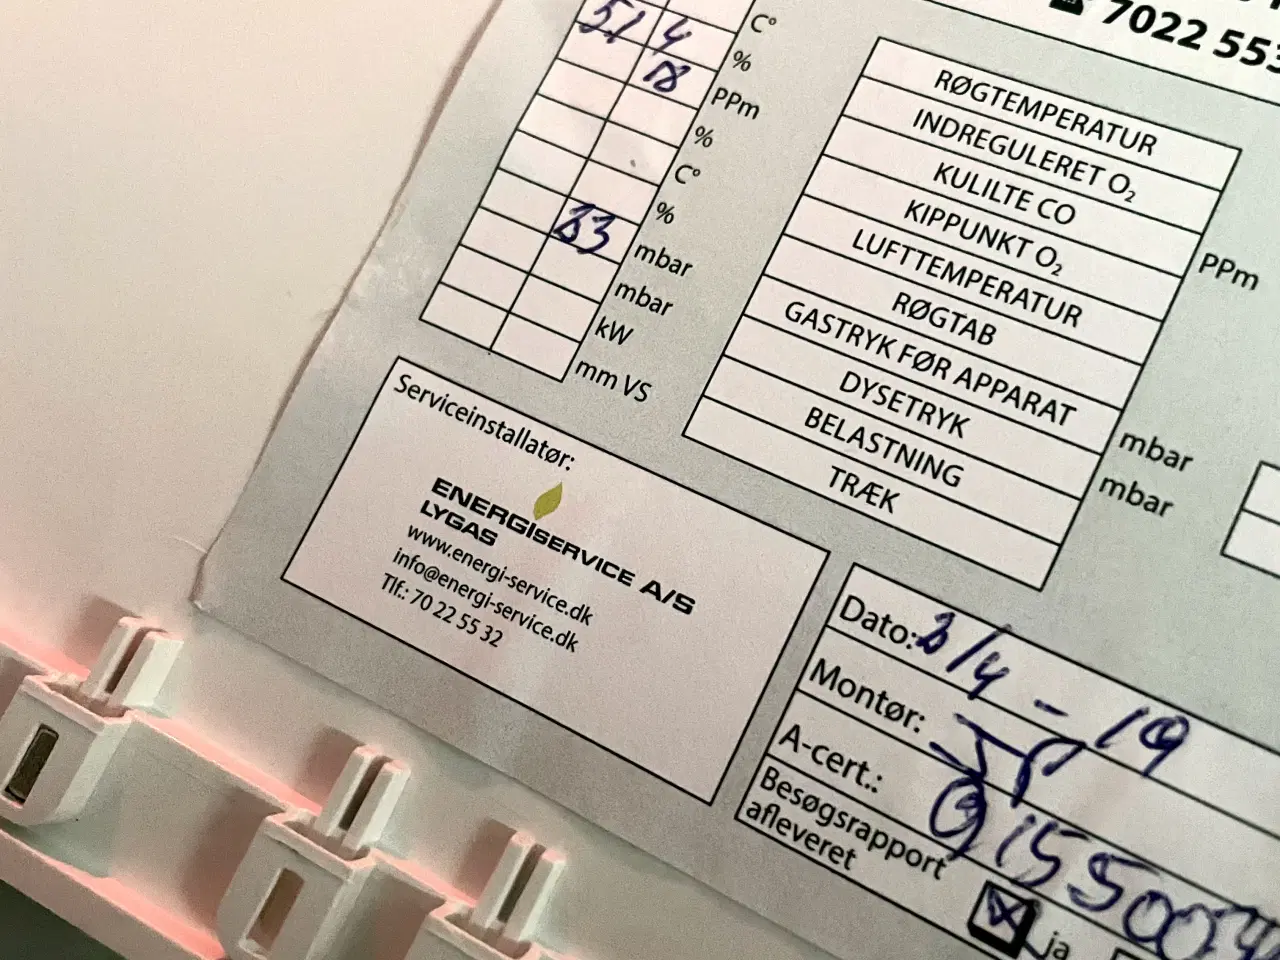 ☎ 7022 553
51 4 C°
18 %
PPm
%
C°
%
33 mbar
mbar
kW
mm VS
RØGTEMPERATUR
INDREGULERET O₂
KULILTE CO PPm
KIPPUNKT O₂
LUFTTEMPERATUR
RØGTAB
GASTRYK FØR APPARAT mbar
DYSETRYK mbar
BELASTNING
TRÆK
Serviceinstallatør:
ENERGISERVICE A/S
LYGAS
www.energi-service.dk
info@energi-service.dk
Tlf.: 70 22 55 32
Dato: 3/4-19
Montør:
A-cert.:
Besøgsrapport
afleveret ja